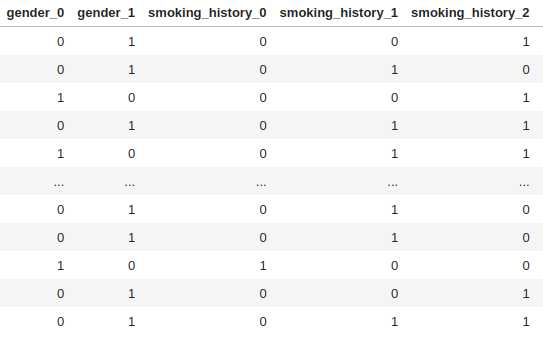 gender_0 gender_1 smoking_history_0 smoking_history_1 smoking_history_2
0 1 0 0 1
0 1 0 1 0
1 0 0 0 1
0 1 0 1 1
1 0 0 1 1
... ... ... ... ...
0 1 0 1 0
0 1 0 1 0
1 0 1 0 0
0 1 0 0 1
0 1 0 1 1